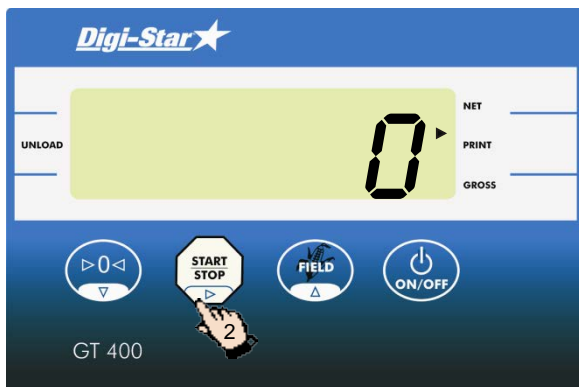 Digi-Star
0
NET
UNLOAD
PRINT
GROSS
▷0◁
START
STOP
FIELD
ON/OFF
2
GT 400